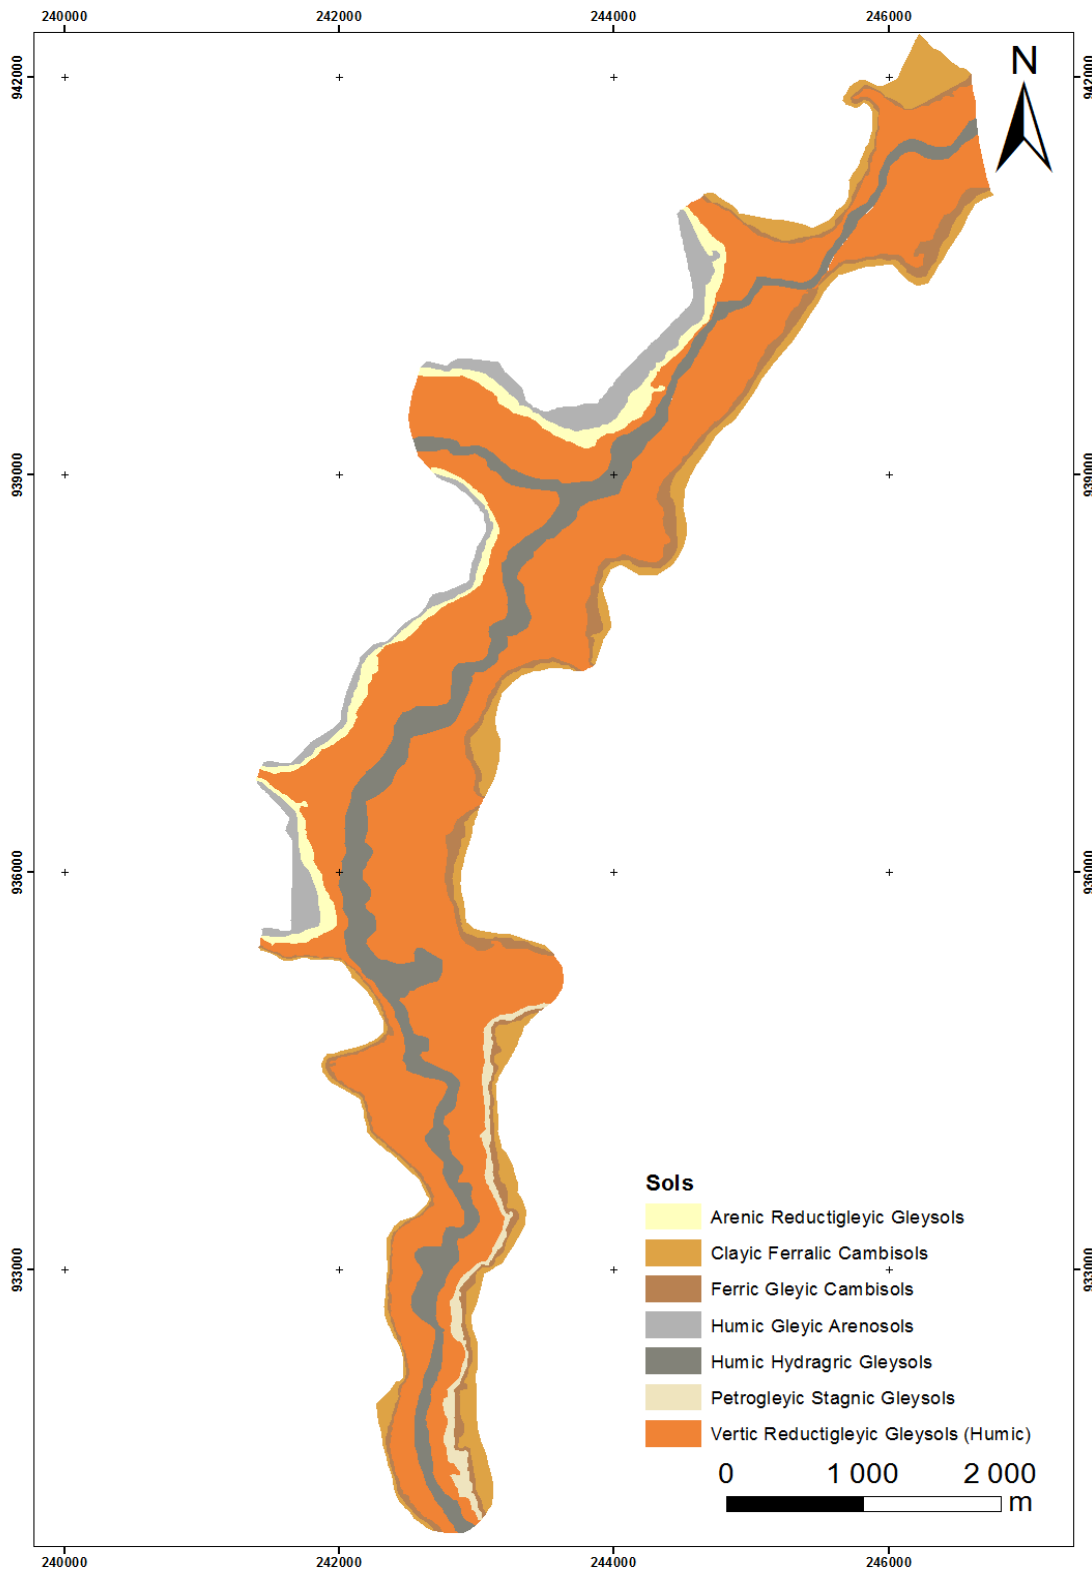 240000 242000 244000 246000
942000 942000
N
939000 939000
936000 936000
933000 933000
Sols
Arenic Reductigleyic Gleysols
Clayic Ferralic Cambisols
Ferric Gleyic Cambisols
Humic Gleyic Arenosols
Humic Hydragric Gleysols
Petrogleyic Stagnic Gleysols
Vertic Reductigleyic Gleysols (Humic)
0 1 000 2 000
m
240000 242000 244000 246000